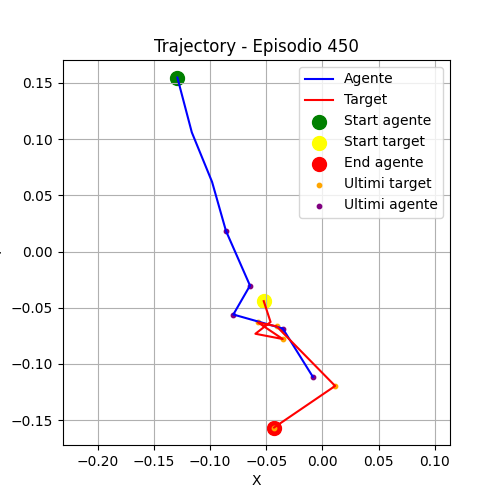 Trajectory - Episodio 450
Agente
Target
Start agente
Start target
End agente
Ultimi target
Ultimi agente
0.15
0.10
0.05
0.00
−0.05
−0.10
−0.15
−0.20 −0.15 −0.10 −0.05 0.00 0.05 0.10
X